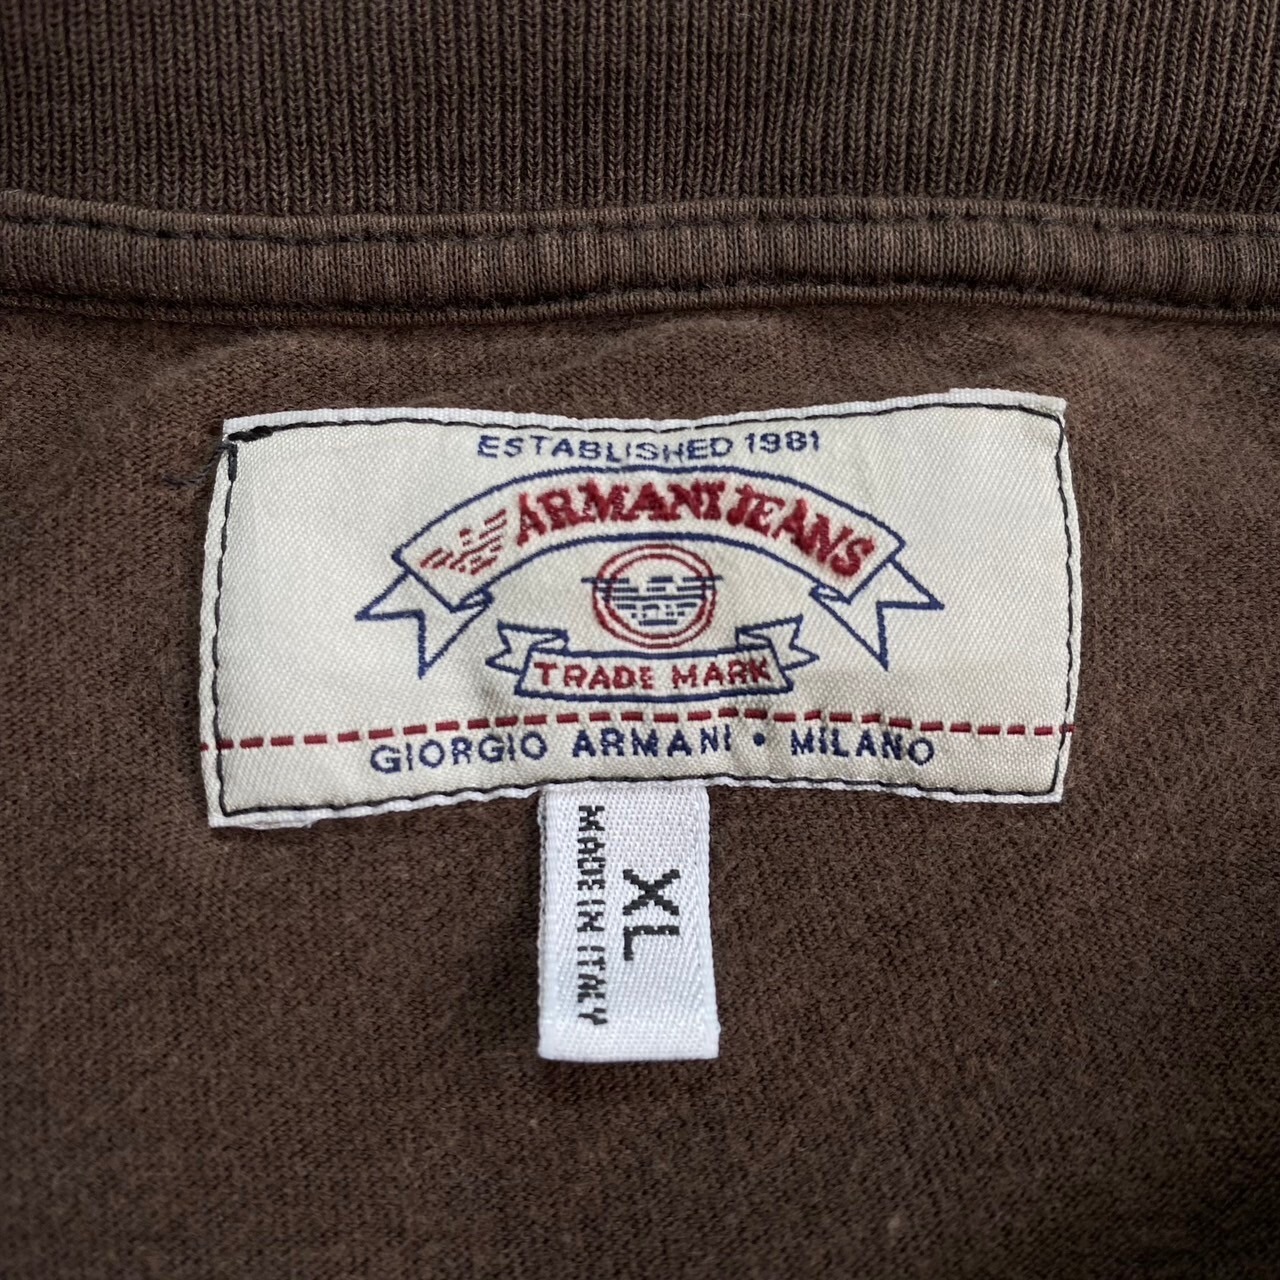 ESTABLISHED 1981
ARMANI JEANS
TRADE MARK
GIORGIO ARMANI • MILANO
XL
MADE IN ITALY